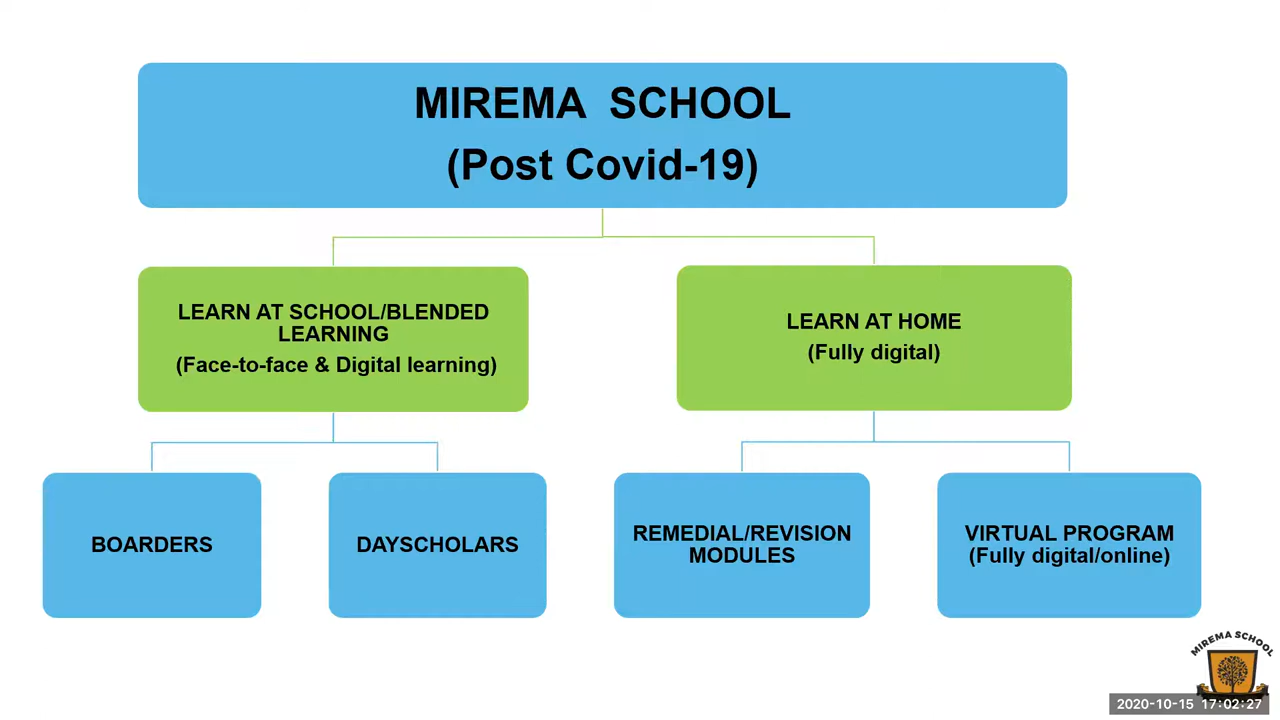 MIREMA SCHOOL
(Post Covid-19)
LEARN AT SCHOOL/BLENDED
LEARNING
(Face-to-face & Digital learning)
LEARN AT HOME
(Fully digital)
BOARDERS
DAYSCHOLARS
REMEDIAL/REVISION
MODULES
VIRTUAL PROGRAM
(Fully digital/online)
MIREMA SCHOOL
2020-10-15 17:02:27